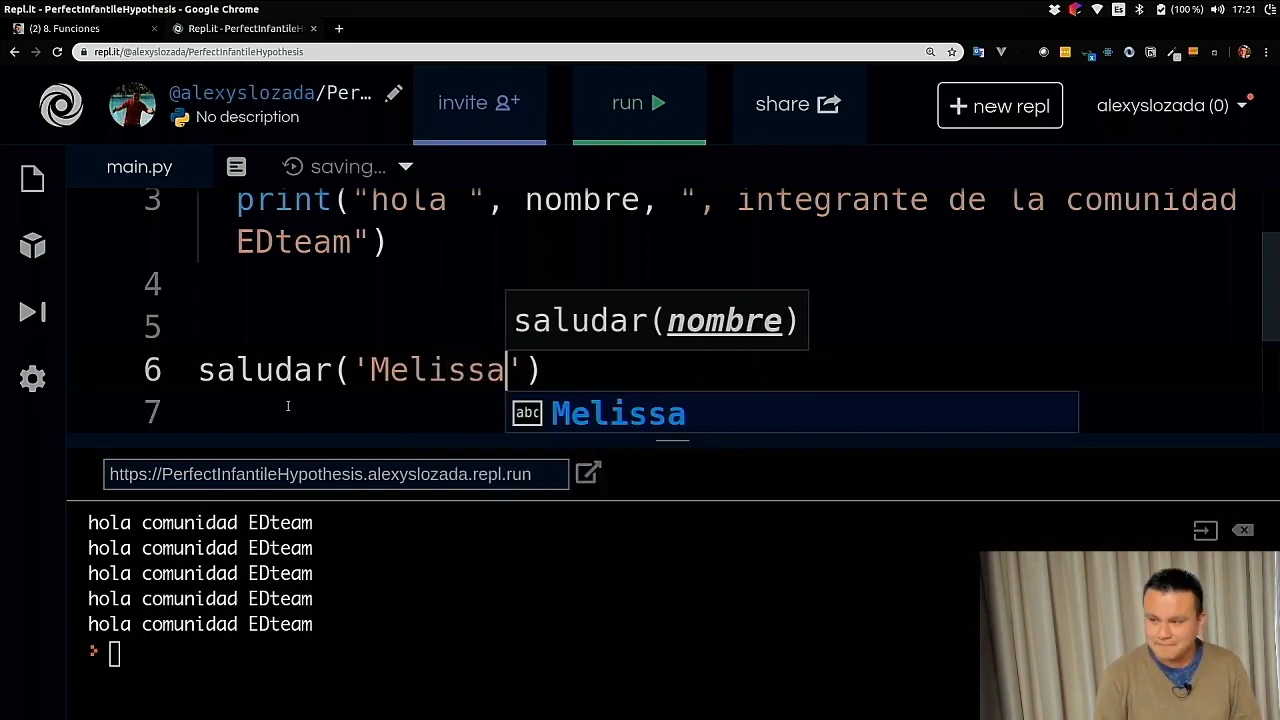 Repl.it - PerfectInfantileHypothesis - Google Chrome
Es
(100 %)
17:21
(2) 8. Funciones
Repl.it - PerfectInfantileH
repl.it/@alexyslozada/PerfectInfantileHypothesis
@alexyslozada/Per...
No description
invite
run
share
+ new repl
alexyslozada (0)
main.py
saving...
3 print("hola ", nombre, ", integrante de la comunidad
EDteam")
4
saludar(nombre)
5
6 saludar('Melissa')
abc Melissa
7
https://PerfectInfantileHypothesis.alexyslozada.repl.run
hola comunidad EDteam
hola comunidad EDteam
hola comunidad EDteam
hola comunidad EDteam
hola comunidad EDteam